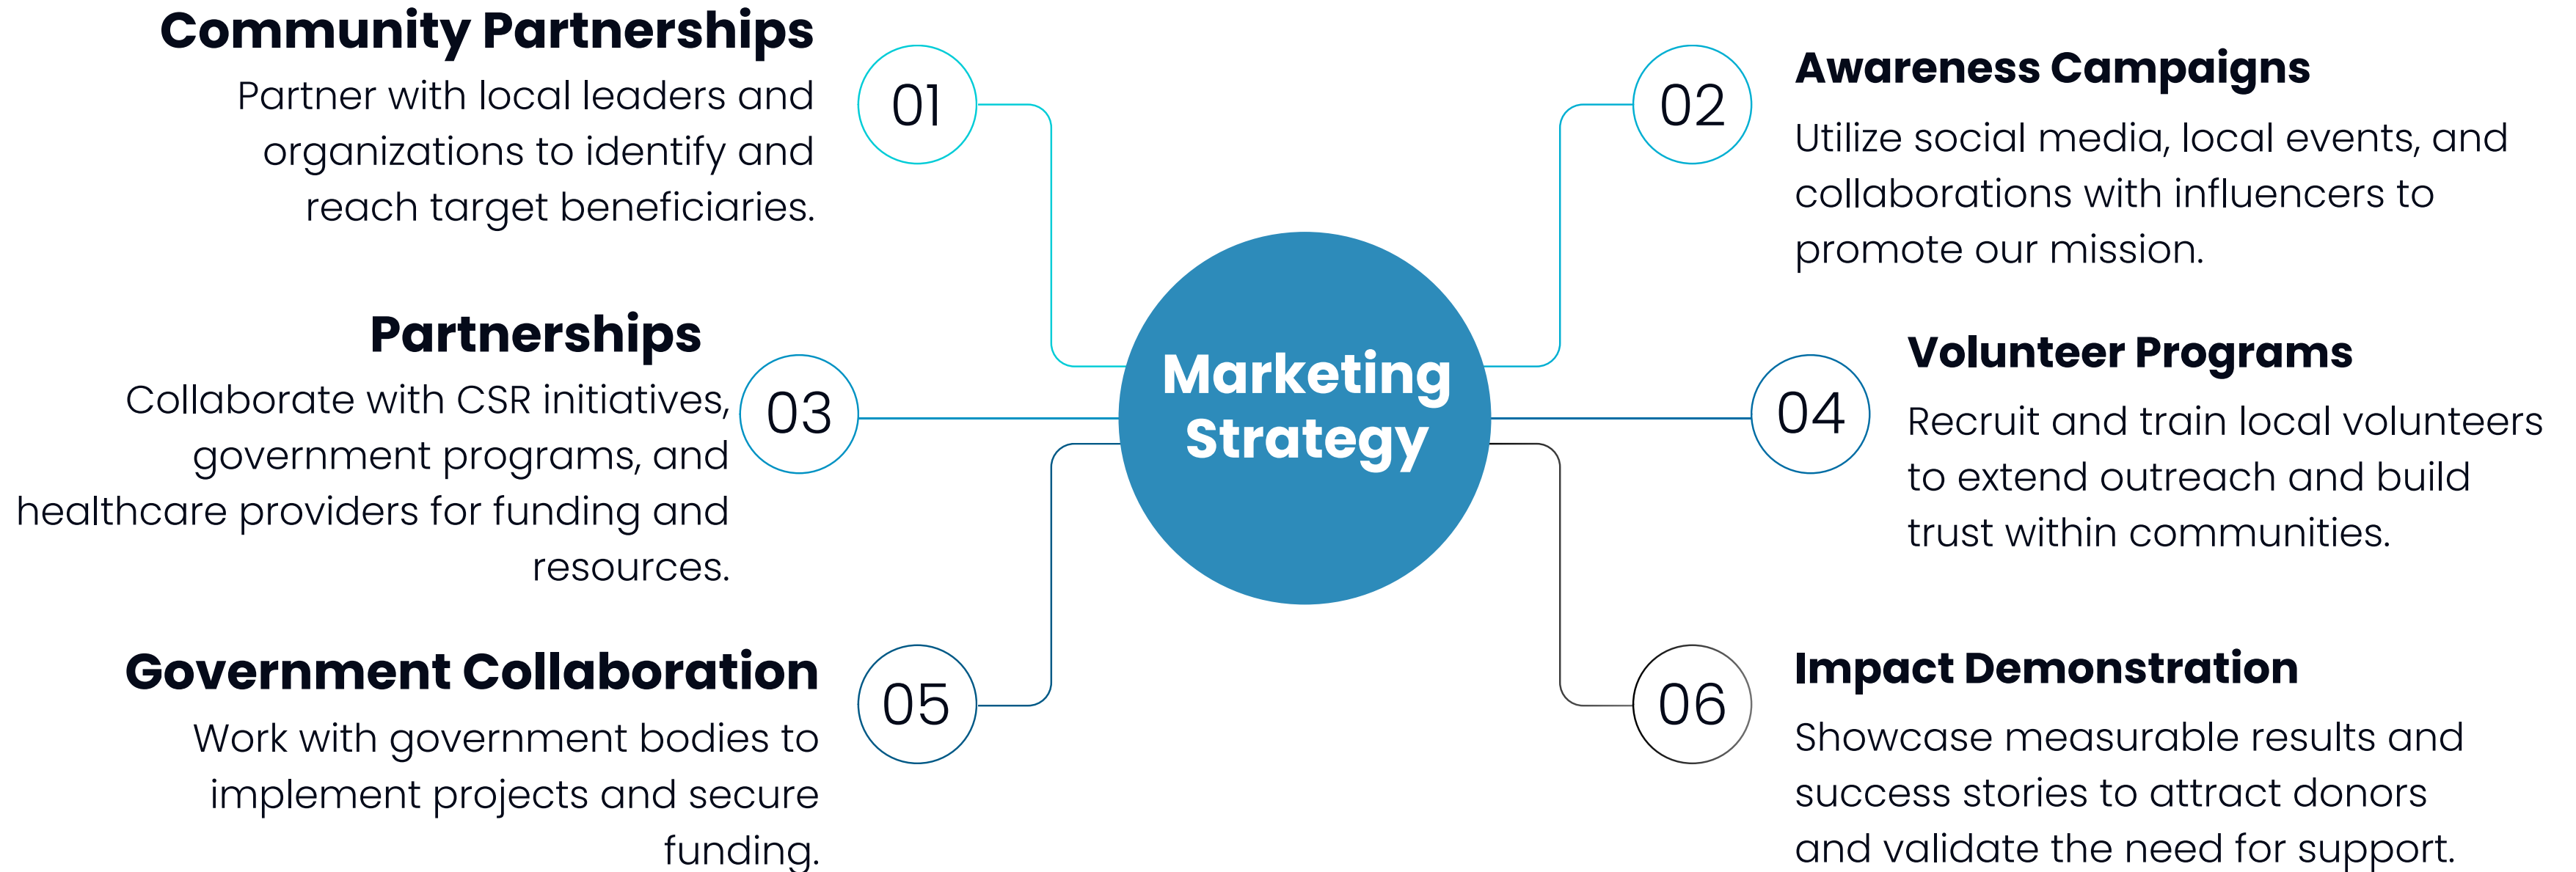 Community Partnerships
Partner with local leaders and
organizations to identify and
reach target beneficiaries.
01
02
Awareness Campaigns
Utilize social media, local events, and
collaborations with influencers to
promote our mission.
Partnerships
Collaborate with CSR initiatives,
government programs, and
healthcare providers for funding and
resources.
03
Marketing
Strategy
04
Volunteer Programs
Recruit and train local volunteers
to extend outreach and build
trust within communities.
Government Collaboration
Work with government bodies to
implement projects and secure
funding.
05
06
Impact Demonstration
Showcase measurable results and
success stories to attract donors
and validate the need for support.